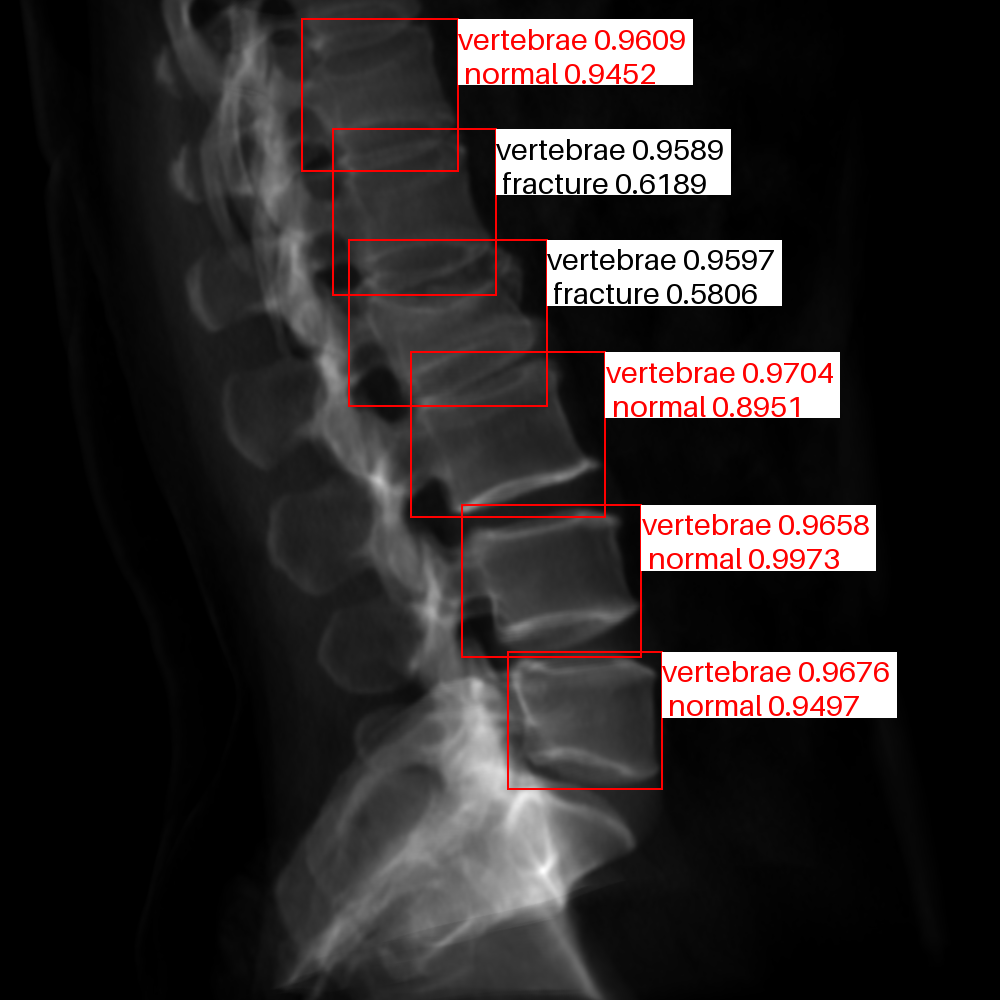 vertebrae 0.9609
normal 0.9452
vertebrae 0.9589
fracture 0.6189
vertebrae 0.9597
fracture 0.5806
vertebrae 0.9704
normal 0.8951
vertebrae 0.9658
normal 0.9973
vertebrae 0.9676
normal 0.9497